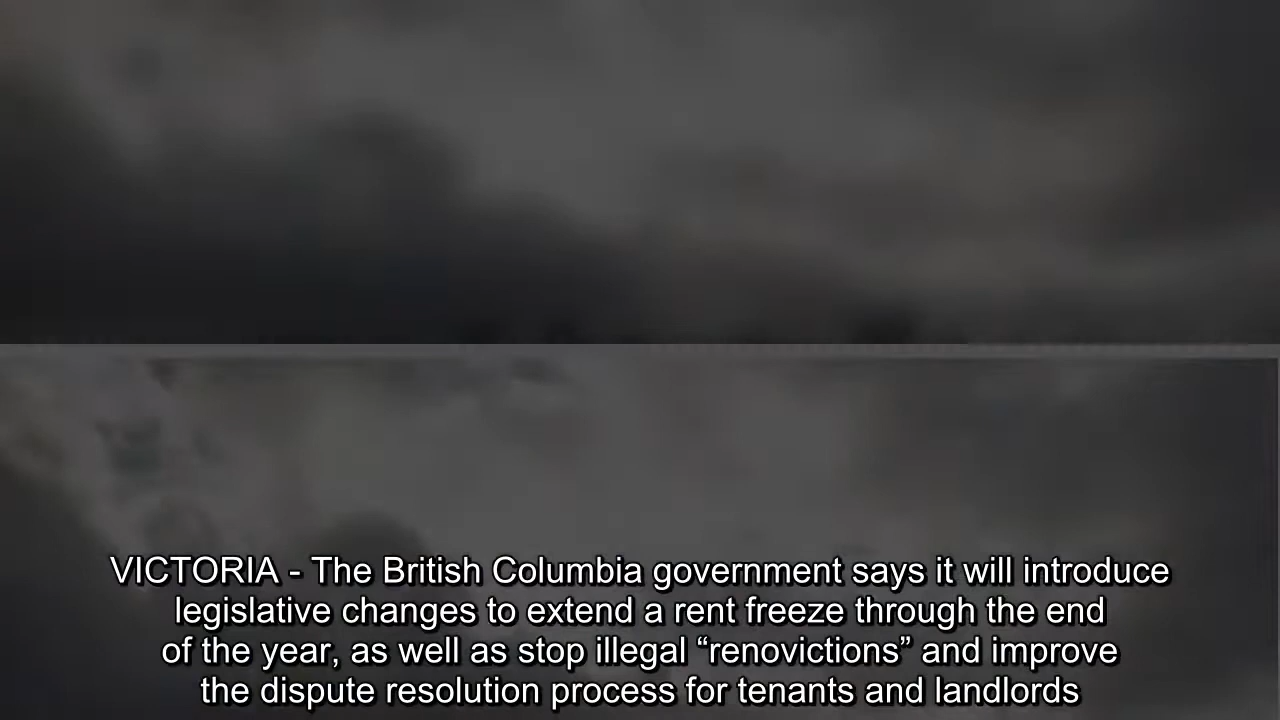 VICTORIA - The British Columbia government says it will introduce
legislative changes to extend a rent freeze through the end
of the year, as well as stop illegal “renovictions” and improve
the dispute resolution process for tenants and landlords